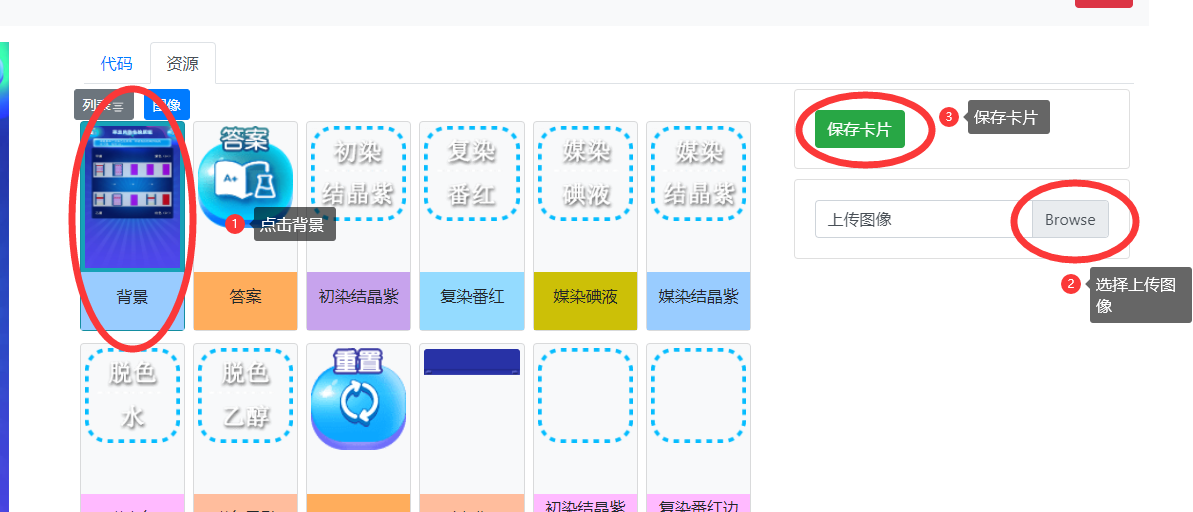 代码
资源
列表
图像
答案
A+
初染
结晶紫
复染
番红
媒染
碘液
媒染
结晶紫
保存卡片
3
保存卡片
1
点击背景
上传图像
Browse
2
选择上传图
像
背景
答案
初染结晶紫
复染番红
媒染碘液
媒染结晶紫
脱色
水
脱色
乙醇
重置
初染结晶紫
复染番红边